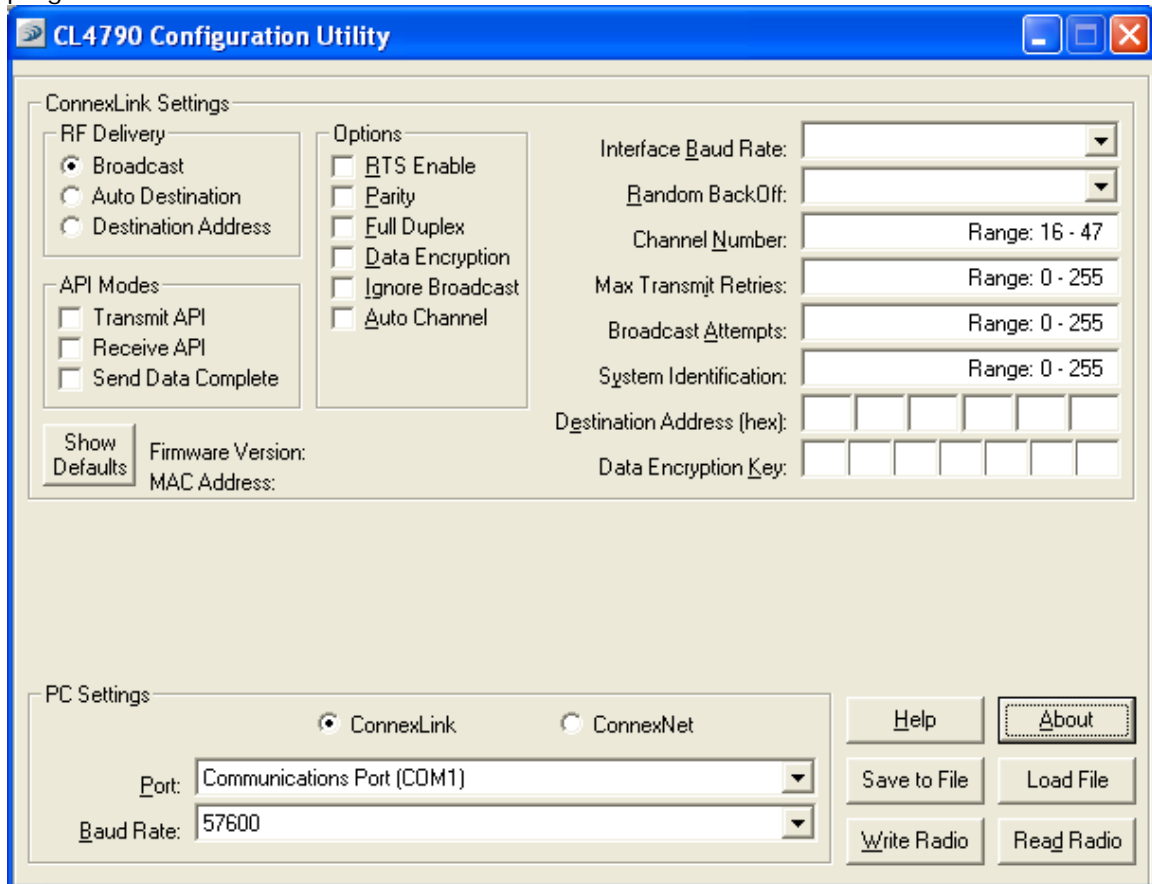 CL4790 Configuration Utility
ConnexLink Settings
RF Delivery
Broadcast
Auto Destination
Destination Address
API Modes
Transmit API
Receive API
Send Data Complete
Show
Defaults
Firmware Version:
MAC Address:
Options
RTS Enable
Parity
Full Duplex
Data Encryption
Ignore Broadcast
Auto Channel
Interface Baud Rate:
Random BackOff:
Channel Number: Range: 16 - 47
Max Transmit Retries: Range: 0 - 255
Broadcast Attempts: Range: 0 - 255
System Identification: Range: 0 - 255
Destination Address (hex):
Data Encryption Key:
PC Settings
ConnexLink ConnexNet
Port: Communications Port (COM1)
Baud Rate: 57600
Help About
Save to File Load File
Write Radio Read Radio